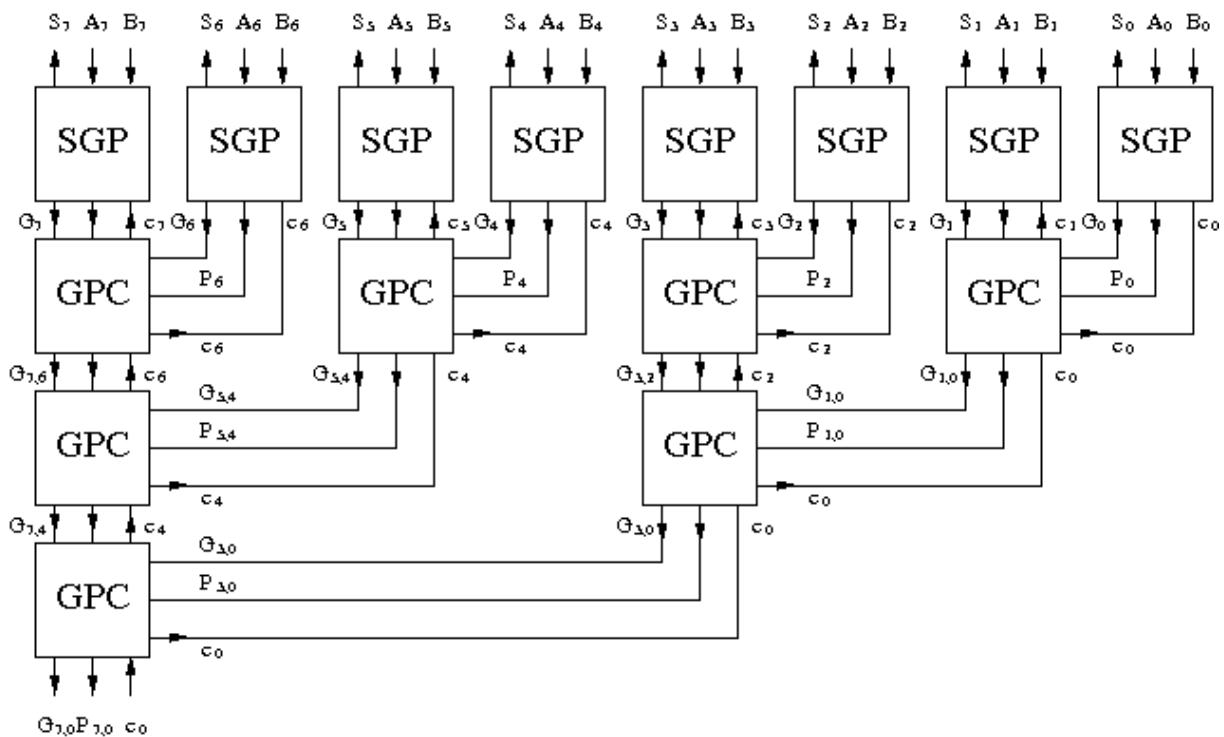 S₇ A₇ B₇ S₆ A₆ B₆ S₅ A₅ B₅ S₄ A₄ B₄ S₃ A₃ B₃ S₂ A₂ B₂ S₁ A₁ B₁ S₀ A₀ B₀
SGP SGP SGP SGP SGP SGP SGP SGP
G₇ c₇ G₆ c₆ G₅ c₅ G₄ c₄ G₃ c₃ G₂ c₂ G₁ c₁ G₀ c₀
GPC P₆ GPC P₄ GPC P₂ GPC P₀
c₆ c₄ c₂ c₀
G₇,₆ c₆ G₅,₄ c₄ G₃,₂ c₂ G₁,₀ c₀
G₅,₄ G₁,₀
GPC P₅,₄ GPC P₁,₀
c₄ c₀
G₇,₄ c₄ G₃,₀ c₀
G₃,₀
GPC P₃,₀
c₀
G₇,₀ P₇,₀ c₀